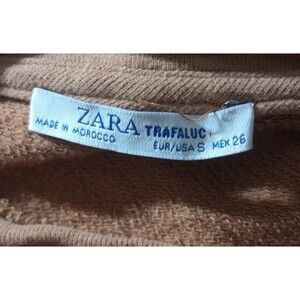 ZARA TRAFALUC
MADE IN MOROCCO
EUR/USA S MEX 26